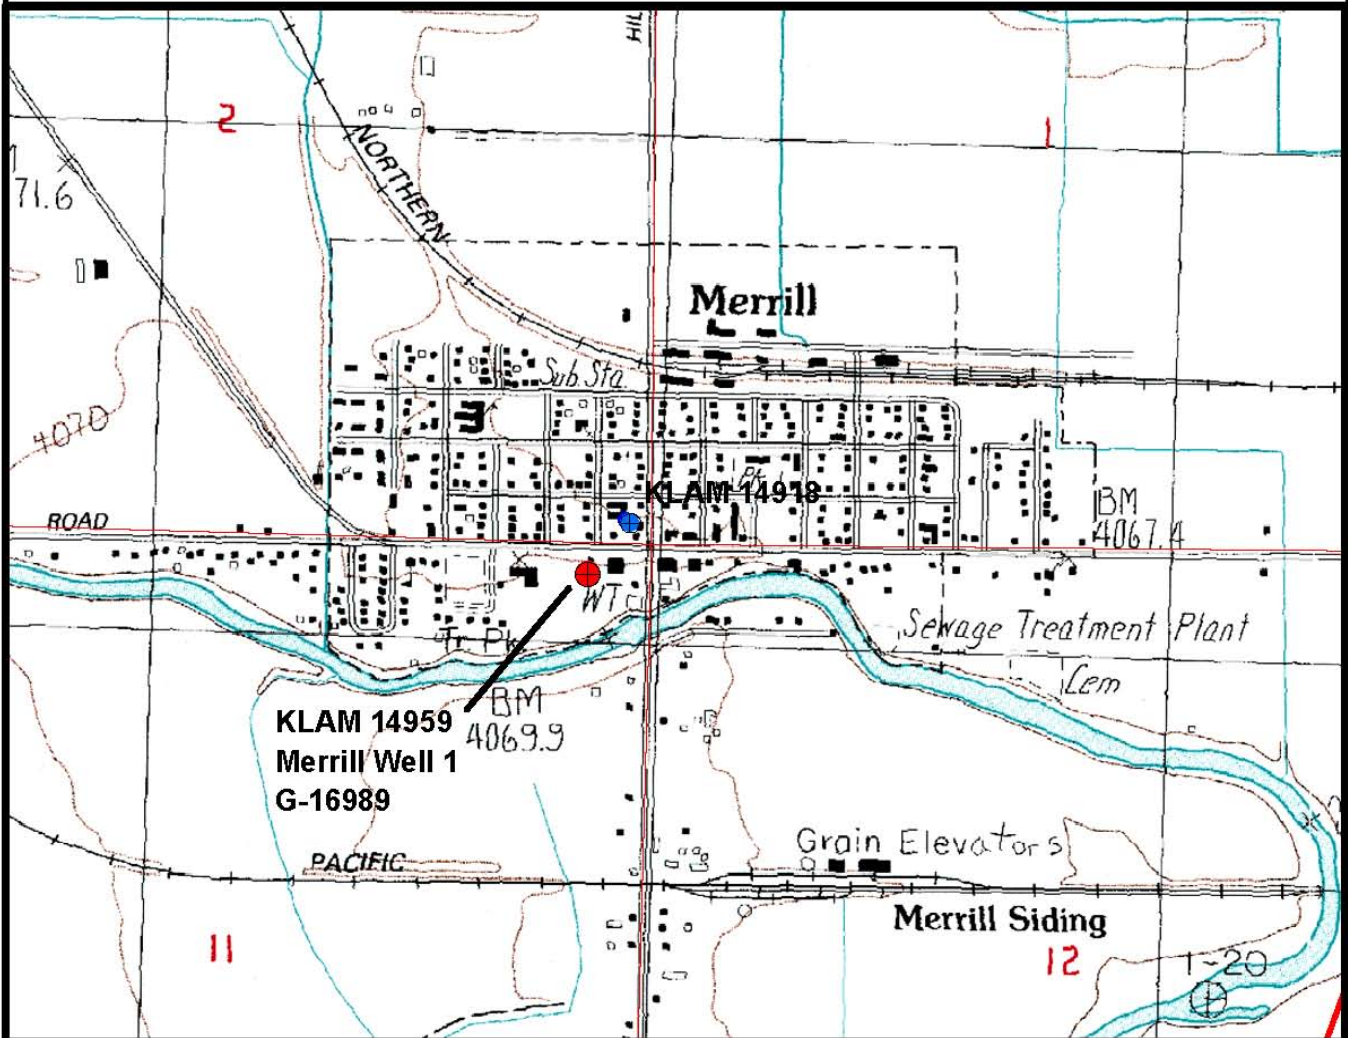 HIL
2
1
NORTHERN
71.6
Merrill
Sub. Sta
4070
Pk
KLAM 14918
BM
4067.4
ROAD
WT
Tr Pk
Sewage Treatment Plant
Cem
BM
4069.9
KLAM 14959
Merrill Well 1
G-16989
Grain Elevators
PACIFIC
Merrill Siding
11
12
1-20